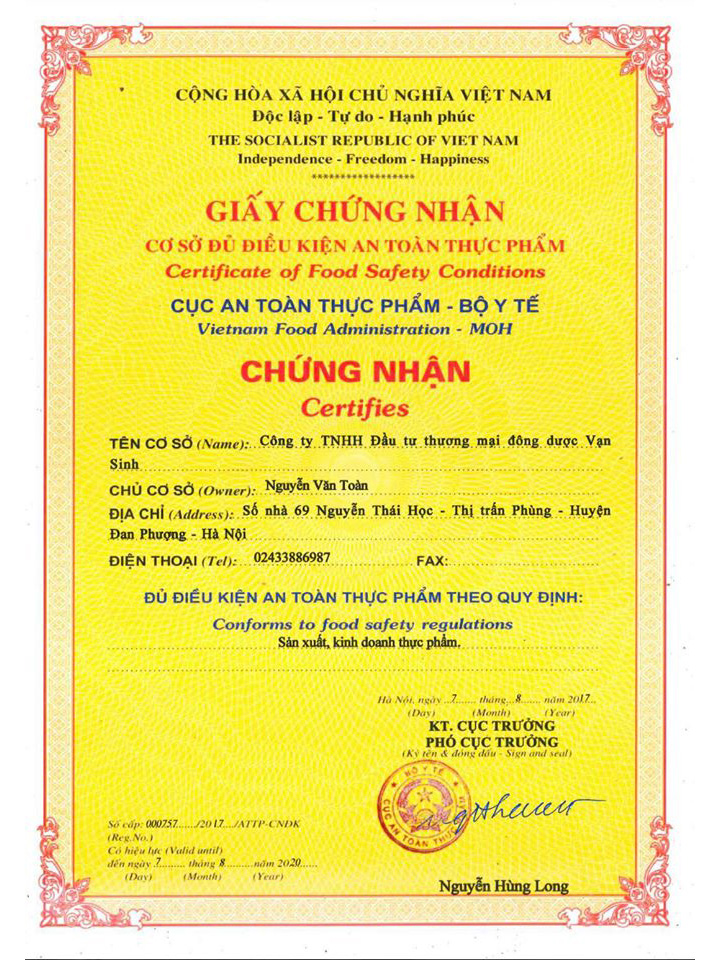 CỘNG HÒA XÃ HỘI CHỦ NGHĨA VIỆT NAM
Độc lập - Tự do - Hạnh phúc
THE SOCIALIST REPUBLIC OF VIET NAM
Independence - Freedom - Happiness
******************
GIẤY CHỨNG NHẬN
CƠ SỞ ĐỦ ĐIỀU KIỆN AN TOÀN THỰC PHẨM
Certificate of Food Safety Conditions
CỤC AN TOÀN THỰC PHẨM - BỘ Y TẾ
Vietnam Food Administration - MOH
CHỨNG NHẬN
Certifies
TÊN CƠ SỞ (Name): Công ty TNHH Đầu tư thương mại đông dược Vạn
Sinh
CHỦ CƠ SỞ (Owner): Nguyễn Văn Toàn
ĐỊA CHỈ (Address): Số nhà 69 Nguyễn Thái Học - Thị trấn Phùng - Huyện
Đan Phượng - Hà Nội
ĐIỆN THOẠI (Tel): 02433886987 FAX:
ĐỦ ĐIỀU KIỆN AN TOÀN THỰC PHẨM THEO QUY ĐỊNH:
Conforms to food safety regulations
Sản xuất, kinh doanh thực phẩm.
Hà Nội, ngày 7 tháng 8 năm 2017
(Day) (Month) (Year)
KT. CỤC TRƯỞNG
PHÓ CỤC TRƯỞNG
(Ký tên & đóng dấu - Sign and seal)
BỘ Y TẾ
CỤC AN TOÀN THỰC
Số cấp: 000757/2017/ATTP-CNĐK
(Reg.No.)
Có hiệu lực (Valid until)
đến ngày 7 tháng 8 năm 2020
(Day) (Month) (Year)
Nguyễn Hùng Long